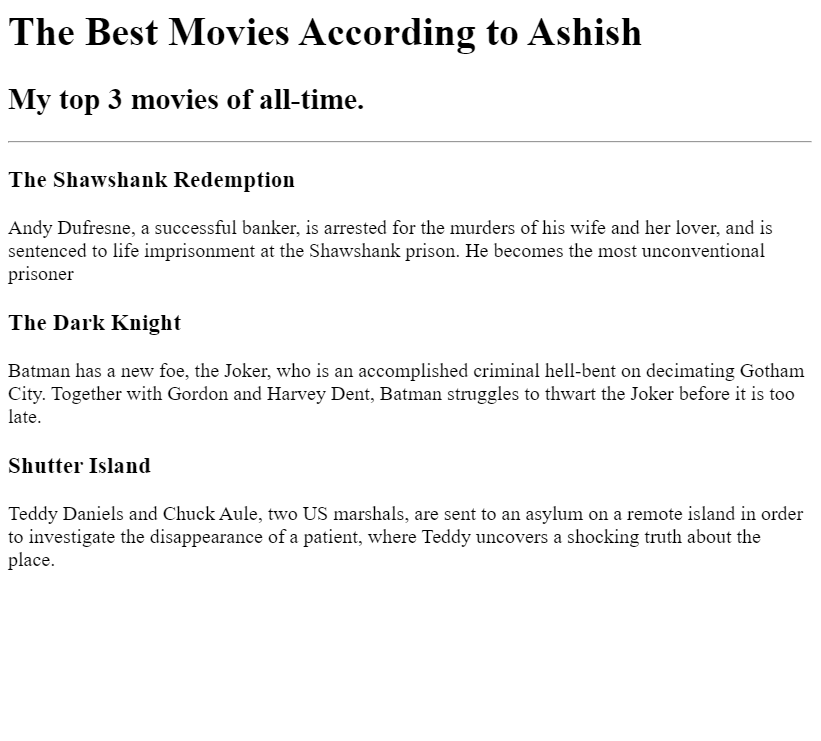 The Best Movies According to Ashish
My top 3 movies of all-time.
The Shawshank Redemption
Andy Dufresne, a successful banker, is arrested for the murders of his wife and her lover, and is
sentenced to life imprisonment at the Shawshank prison. He becomes the most unconventional
prisoner
The Dark Knight
Batman has a new foe, the Joker, who is an accomplished criminal hell-bent on decimating Gotham
City. Together with Gordon and Harvey Dent, Batman struggles to thwart the Joker before it is too
late.
Shutter Island
Teddy Daniels and Chuck Aule, two US marshals, are sent to an asylum on a remote island in order
to investigate the disappearance of a patient, where Teddy uncovers a shocking truth about the
place.